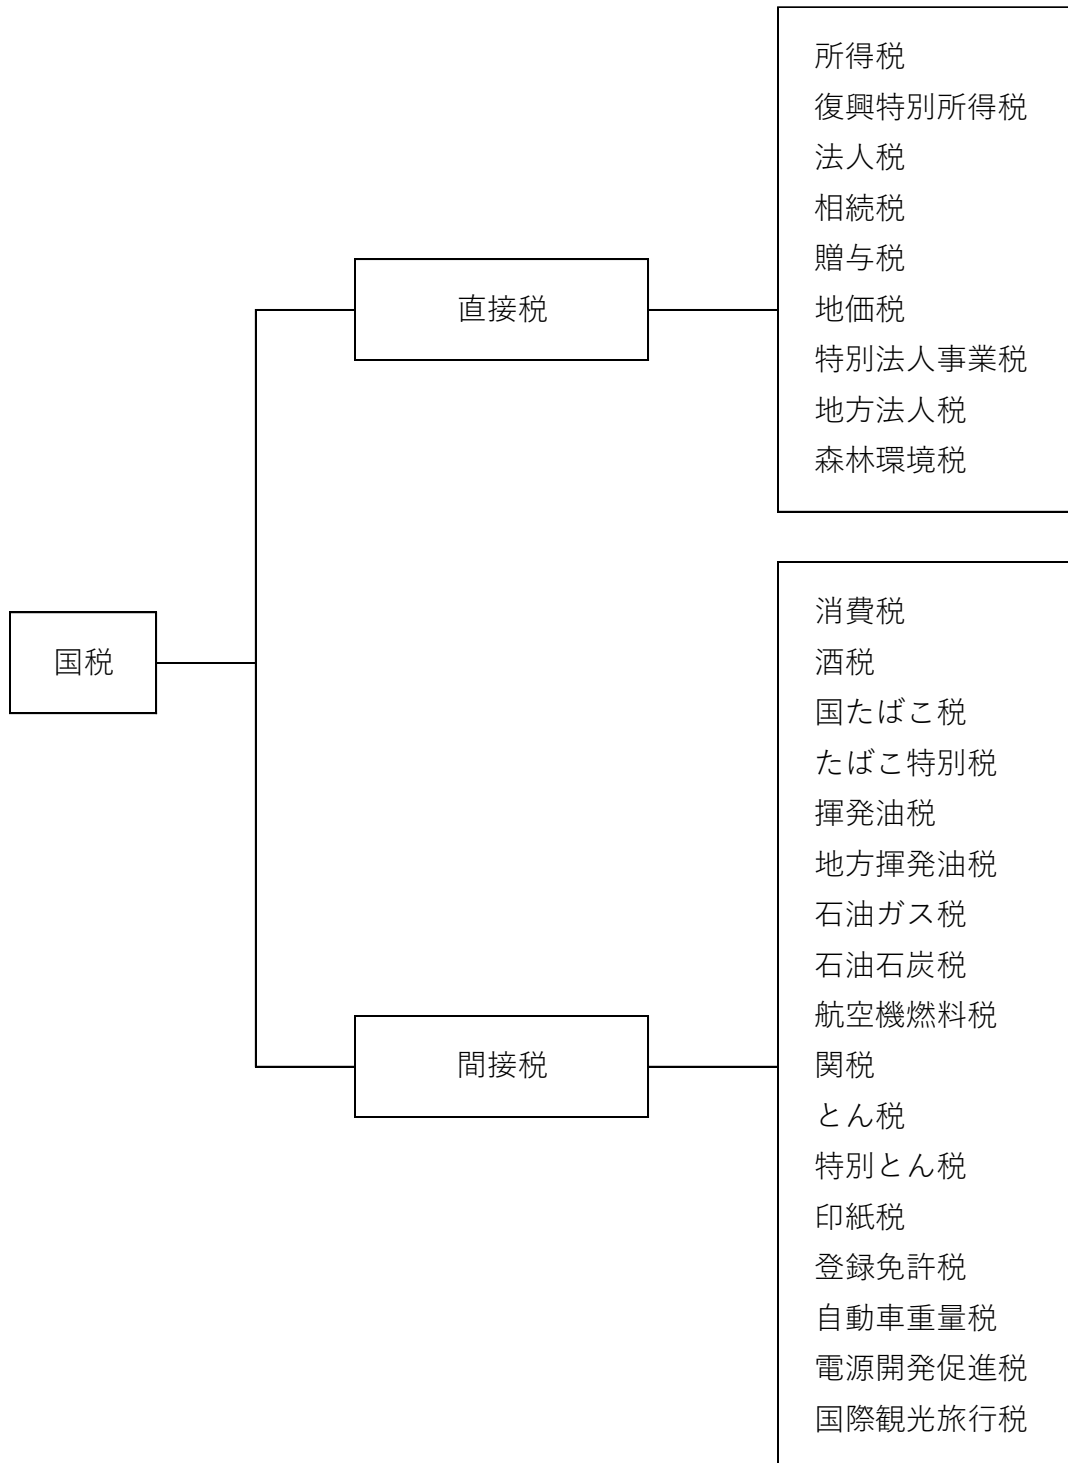 国税
直接税
所得税
復興特別所得税
法人税
相続税
贈与税
地価税
特別法人事業税
地方法人税
森林環境税
間接税
消費税
酒税
国たばこ税
たばこ特別税
揮発油税
地方揮発油税
石油ガス税
石油石炭税
航空機燃料税
関税
とん税
特別とん税
印紙税
登録免許税
自動車重量税
電源開発促進税
国際観光旅行税